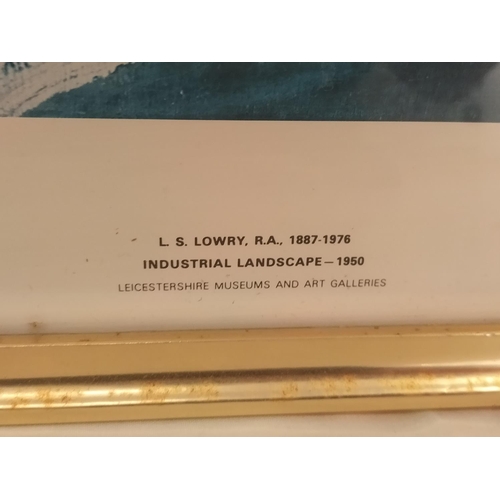 L. S. LOWRY, R.A., 1887-1976
INDUSTRIAL LANDSCAPE—1950
LEICESTERSHIRE MUSEUMS AND ART GALLERIES